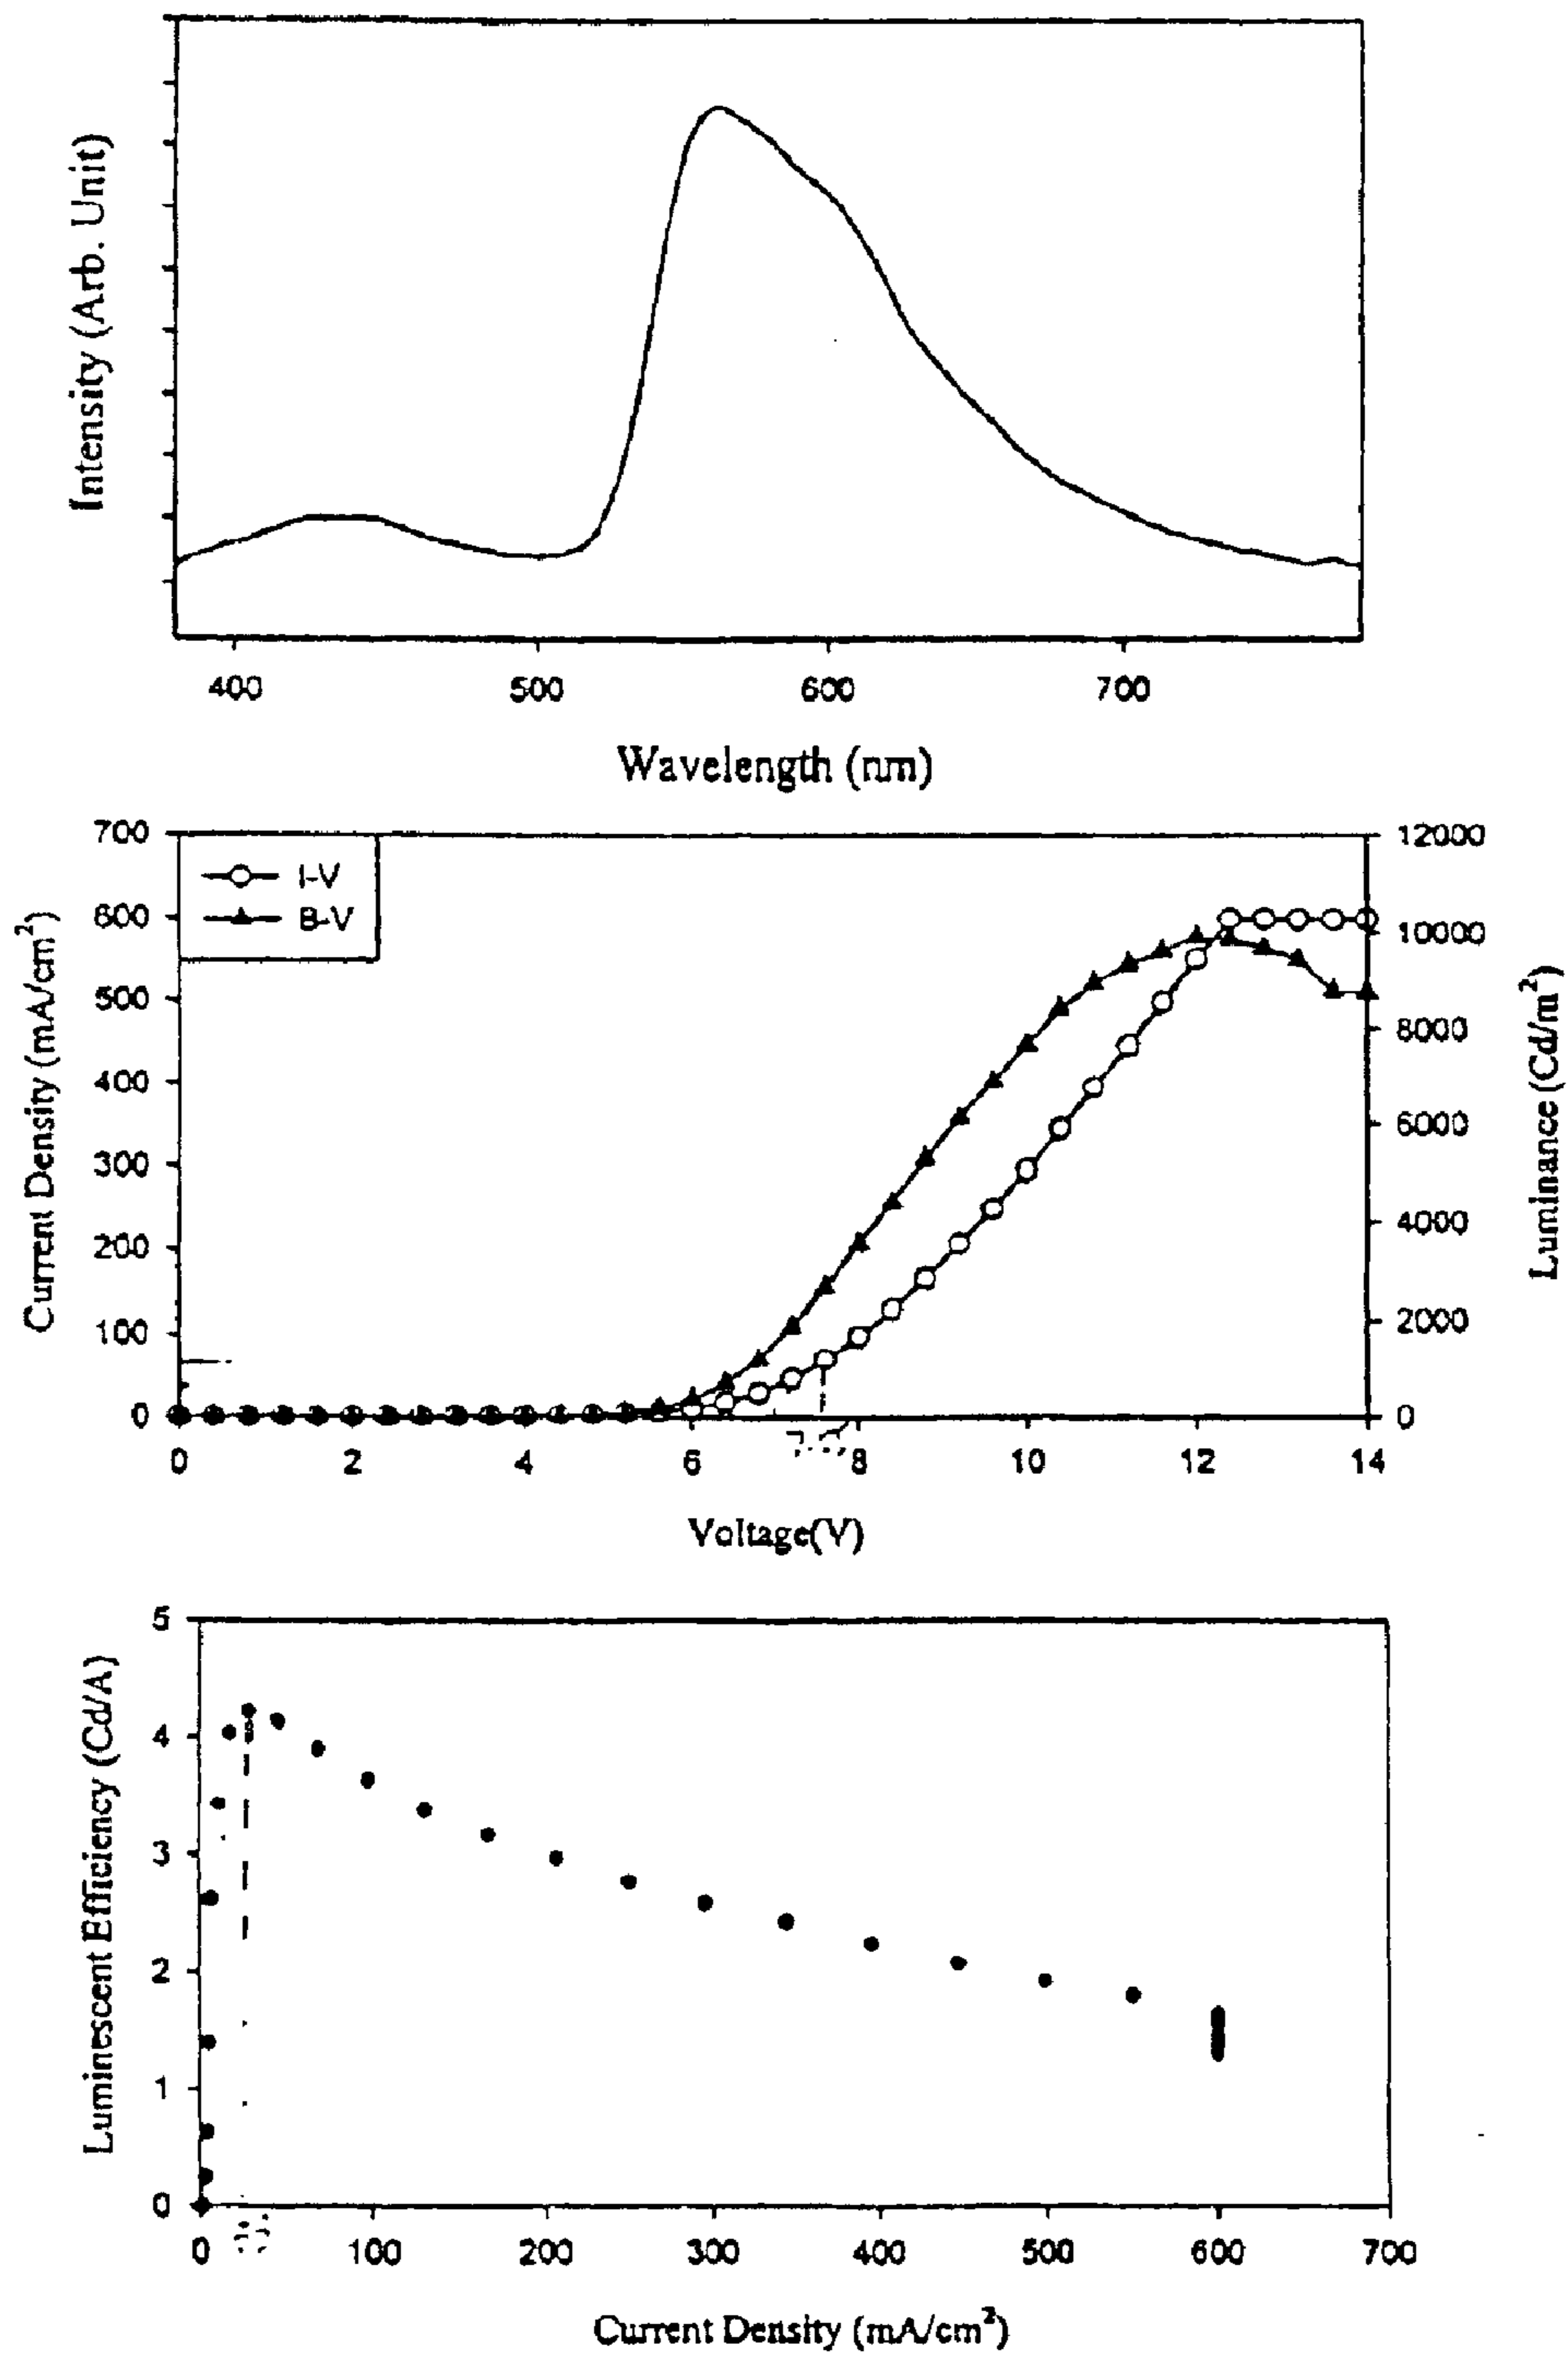 Intensity (Arb. Unit)
400 500 600 700
Wavelength (nm)
I-V
B-V
Current Density (mA/cm²)
700
600
500
400
300
200
100
0
12000
10000
8000
6000
4000
2000
0
Luminance (Cd/m²)
0 2 4 6 8 10 12 14
Voltage(V)
Luminescent Efficiency (Cd/A)
5
4
3
2
1
0
0 100 200 300 400 500 600 700
Current Density (mA/cm²)